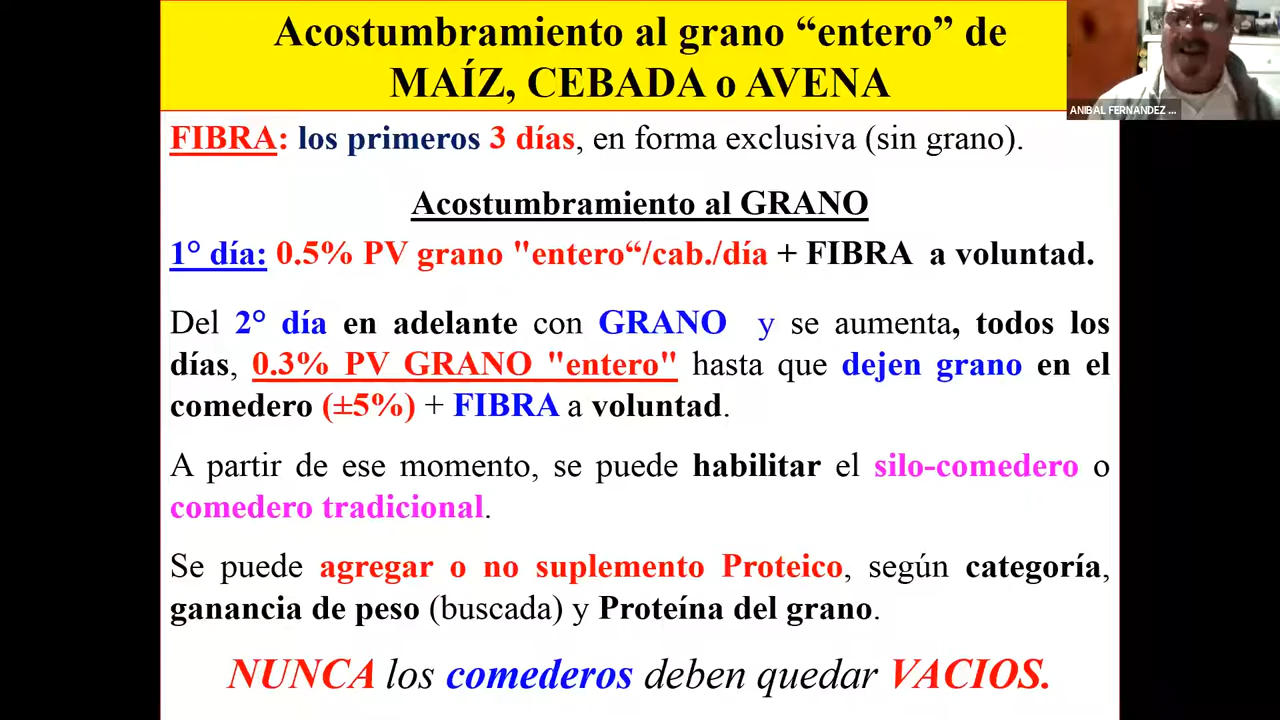 Acostumbramiento al grano “entero” de
MAÍZ, CEBADA o AVENA
ANIBAL FERNANDEZ ...
FIBRA: los primeros 3 días, en forma exclusiva (sin grano).
Acostumbramiento al GRANO
1° día: 0.5% PV grano "entero“/cab./día + FIBRA a voluntad.
Del 2° día en adelante con GRANO y se aumenta, todos los
días, 0.3% PV GRANO "entero" hasta que dejen grano en el
comedero (±5%) + FIBRA a voluntad.
A partir de ese momento, se puede habilitar el silo-comedero o
comedero tradicional.
Se puede agregar o no suplemento Proteico, según categoría,
ganancia de peso (buscada) y Proteína del grano.
NUNCA los comederos deben quedar VACIOS.